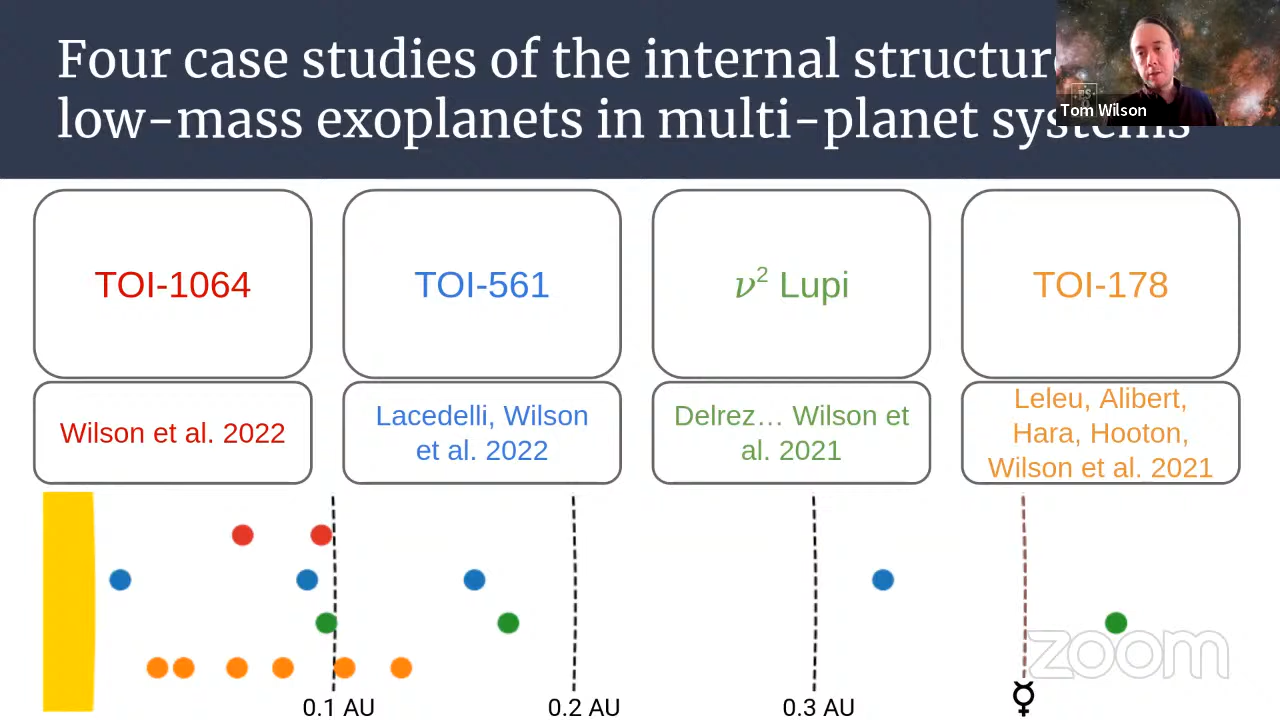 Four case studies of the internal structur
low-mass exoplanets in multi-planet systems
Tom Wilson
TOI-1064
TOI-561
ν² Lupi
TOI-178
Wilson et al. 2022
Lacedelli, Wilson
et al. 2022
Delrez… Wilson et
al. 2021
Leleu, Alibert,
Hara, Hooton,
Wilson et al. 2021
0.1 AU
0.2 AU
0.3 AU
☿
zoom